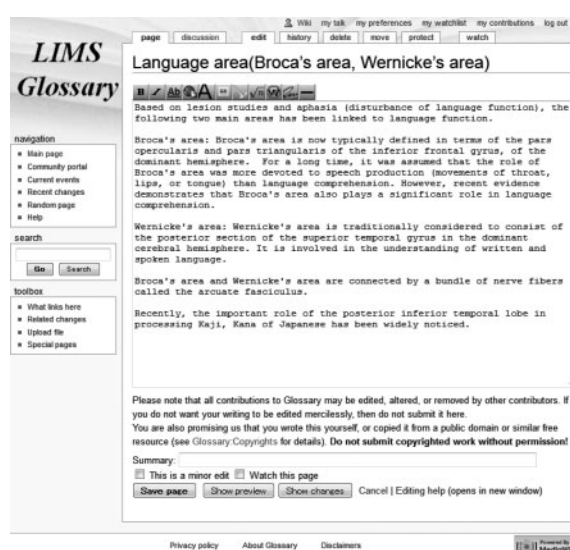 Wiki my talk my preferences my watchlist my contributions log out
page discussion edit history delete move protect watch
LIMS
Glossary
Language area(Broca's area, Wernicke's area)
Based on lesion studies and aphasia (disturbance of language function), the
following two main areas has been linked to language function.
Broca's area: Broca's area is now typically defined in terms of the pars
opercularis and pars triangularis of the inferior frontal gyrus, of the
dominant hemisphere. For a long time, it was assumed that the role of
Broca's area was more devoted to speech production (movements of throat,
lips, or tongue) than language comprehension. However, recent evidence
demonstrates that Broca's area also plays a significant role in language
comprehension.
Wernicke's area: Wernicke's area is traditionally considered to consist of
the posterior section of the superior temporal gyrus in the dominant
cerebral hemisphere. It is involved in the understanding of written and
spoken language.
Broca's area and Wernicke's area are connected by a bundle of nerve fibers
called the arcuate fasciculus.
Recently, the important role of the posterior inferior temporal lobe in
processing Kaji, Kana of Japanese has been widely noticed.
navigation
Main page
Community portal
Current events
Recent changes
Random page
Help
search
Go Search
toolbox
What links here
Related changes
Upload file
Special pages
Please note that all contributions to Glossary may be edited, altered, or removed by other contributors. If
you do not want your writing to be edited mercilessly, then do not submit it here.
You are also promising us that you wrote this yourself, or copied it from a public domain or similar free
resource (see Glossary:Copyrights for details). Do not submit copyrighted work without permission!
Summary:
This is a minor edit Watch this page
Save page Show preview Show changes Cancel | Editing help (opens in new window)
Privacy policy About Glossary Disclaimers
Powered By